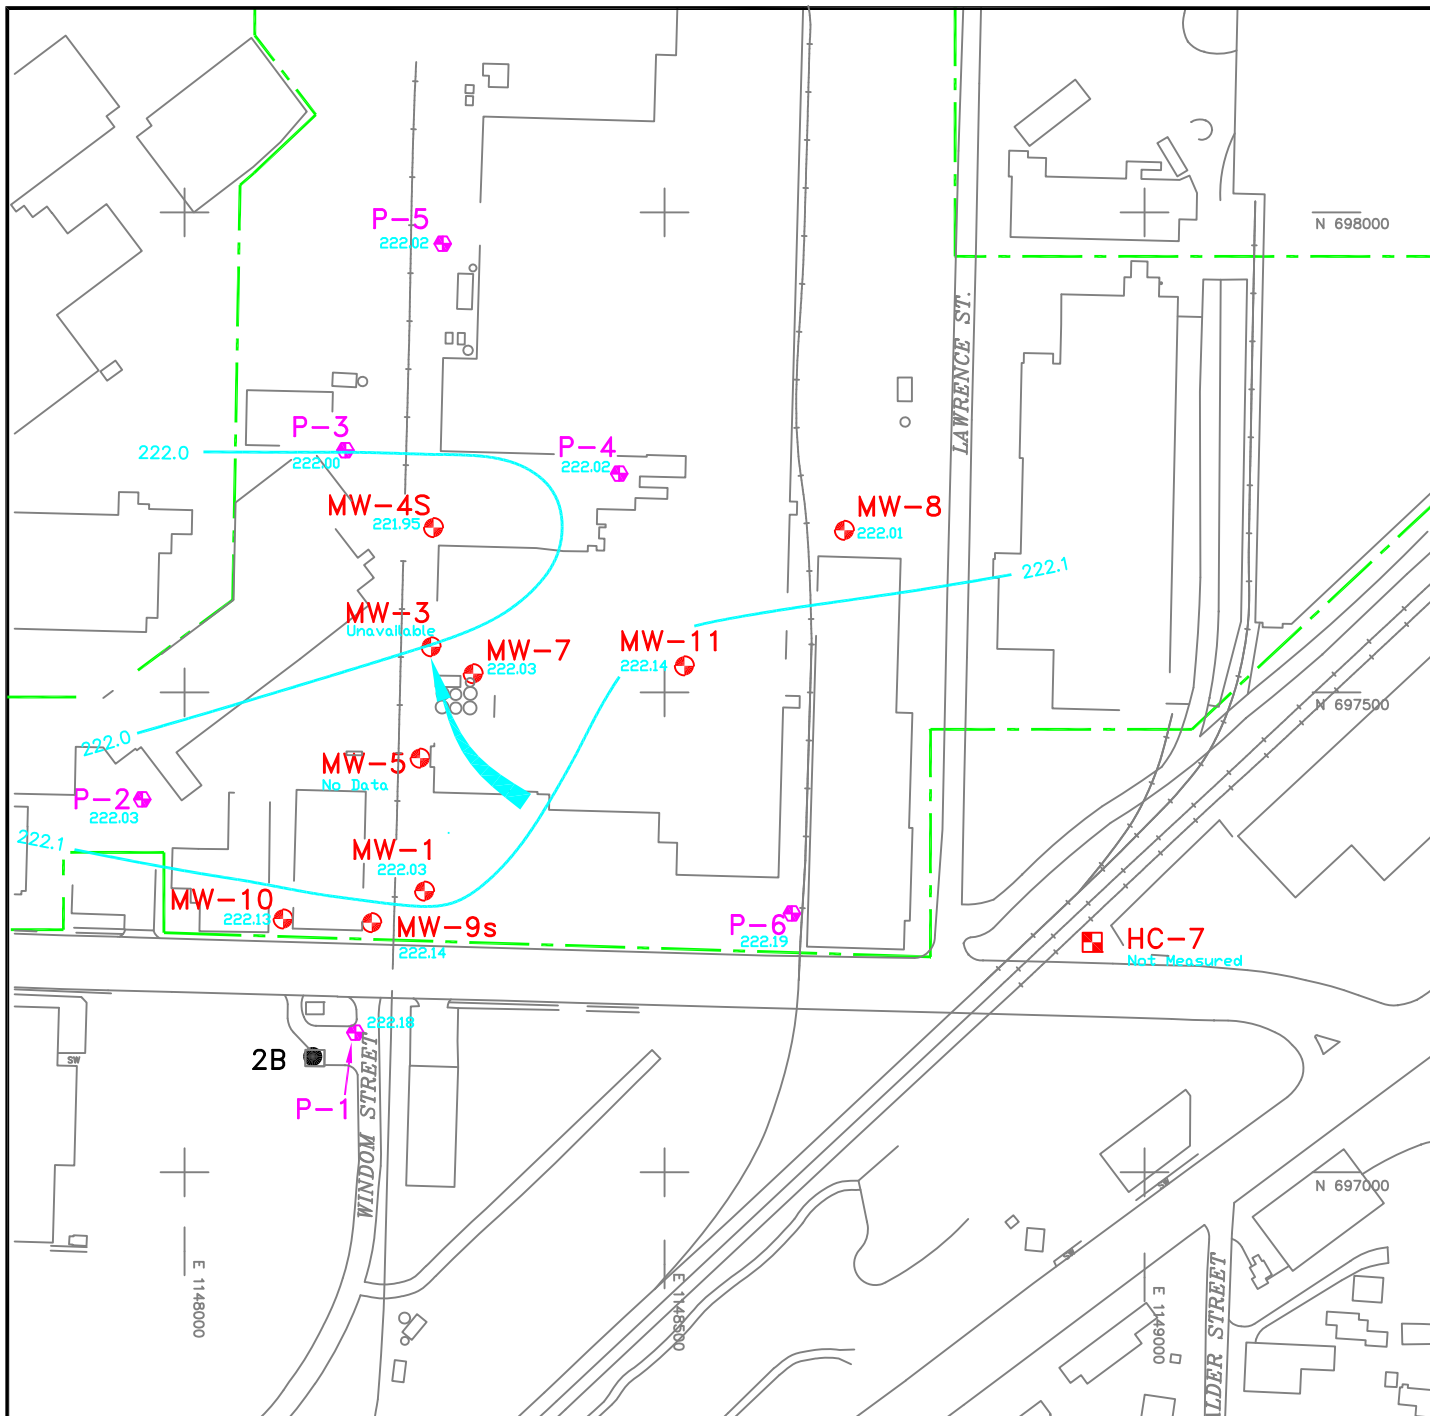 P-5
222.02
N 698000
LAWRENCE ST.
P-3
222.0
222.00
P-4
222.02
MW-4S
221.95
MW-8
222.01
222.1
MW-3
Unavailable
MW-7
222.03
MW-11
222.14
N 697500
222.0
MW-5
No Data
P-2
222.03
222.1
MW-1
222.03
MW-10
222.13
MW-9s
222.14
P-6
222.19
HC-7
Not Measured
222.18
2B
SW
P-1
WINDOM STREET
N 697000
SW
SW
E 1148000
E 1148500
E 1149000
ALDER STREET